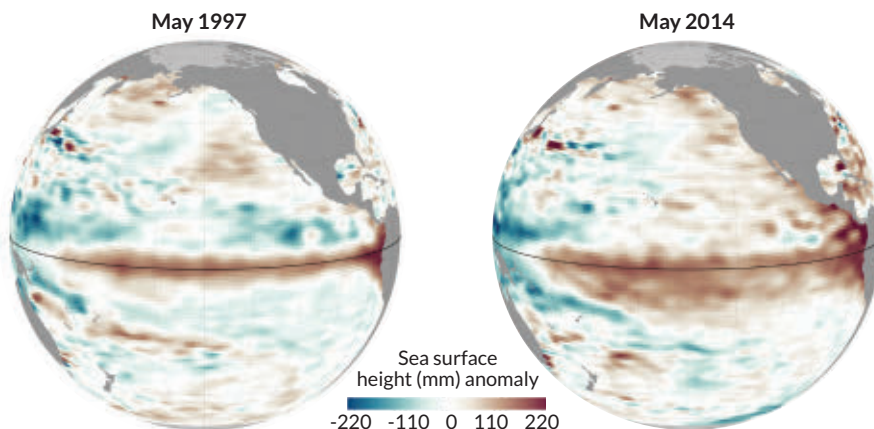 May 1997
May 2014
Sea surface
height (mm) anomaly
-220 -110 0 110 220